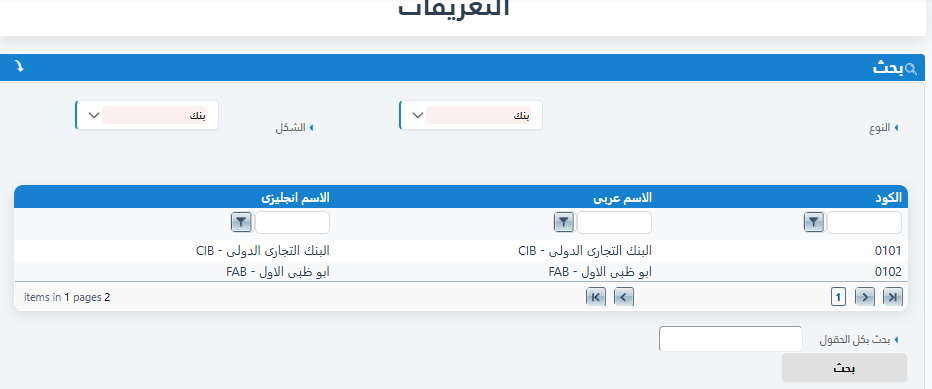 التعريفات
بحث
النوع بنك الشكل بنك
الكود الاسم عربى الاسم انجليزى
0101 البنك التجارى الدولى - CIB البنك التجارى الدولى - CIB
0102 ابو ظبى الاول - FAB ابو ظبى الاول - FAB
1 items in 1 pages 2
بحث بكل الحقول
بحث